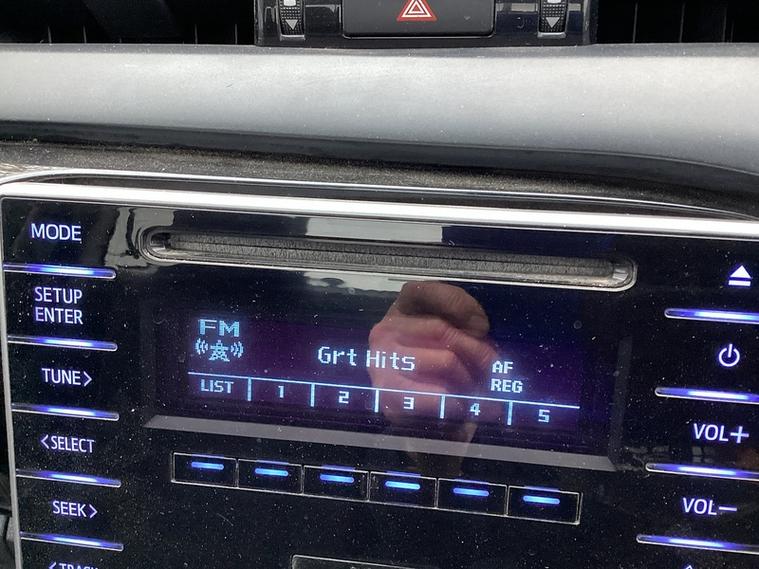 MODE
SETUP
ENTER
TUNE>
<SELECT
SEEK>
FM
Grt Hits
AF
REG
LIST 1 2 3 4 5
VOL+
VOL−